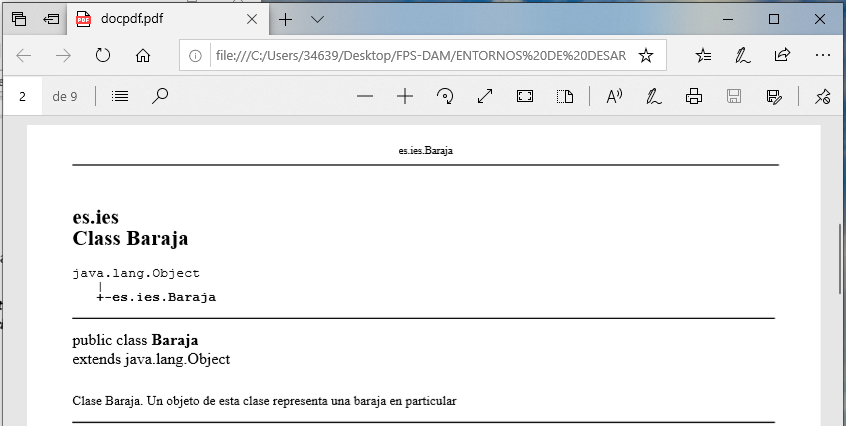 docpdf.pdf
file:///C:/Users/34639/Desktop/FPS-DAM/ENTORNOS%20DE%20DESAR
2 de 9
es.ies.Baraja
es.ies
Class Baraja
java.lang.Object
|
+-es.ies.Baraja
public class Baraja
extends java.lang.Object
Clase Baraja. Un objeto de esta clase representa una baraja en particular